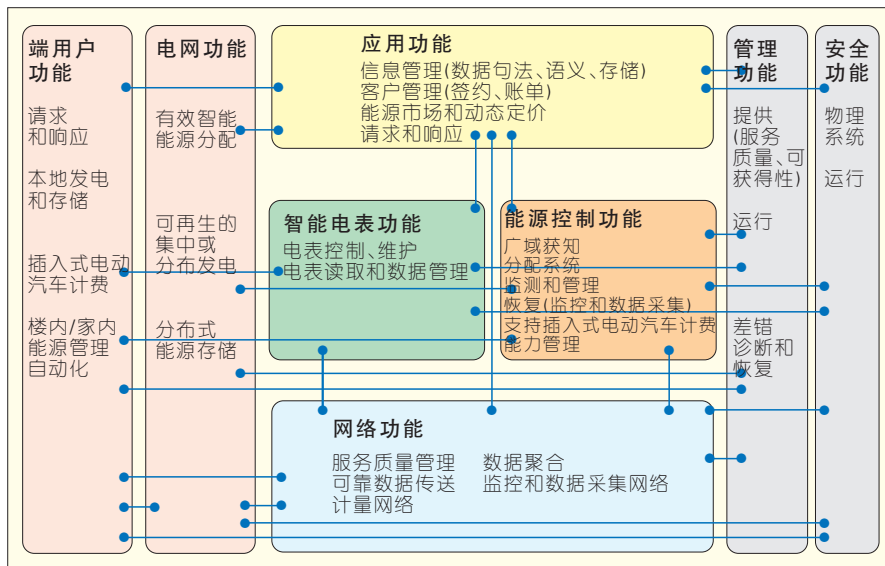 端用户
功能
请求
和响应
本地发电
和存储
插入式电动
汽车计费
楼内/家内
能源管理
自动化
电网功能
有效智能
能源分配
可再生的
集中或
分布发电
分布式
能源存储
应用功能
信息管理(数据句法、语义、存储)
客户管理(签约、账单)
能源市场和动态定价
请求和响应
智能电表功能
电表控制、维护
电表读取和数据管理
能源控制功能
广域获知
分配系统
监测和管理
恢复(监控和数据采集)
支持插入式电动汽车计费
能力管理
网络功能
服务质量管理 数据聚合
可靠数据传送 监控和数据采集网络
计量网络
管理
功能
提供
(服务
质量、可
获得性)
运行
差错
诊断和
恢复
安全
功能
物理
系统
运行